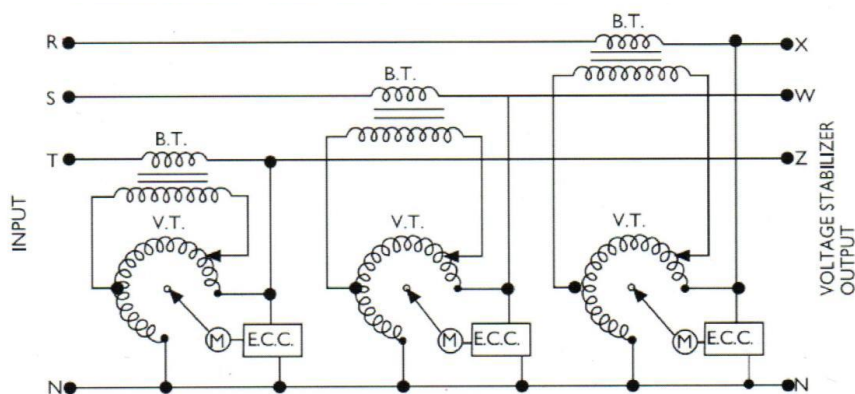 B.T.
R
X
B.T.
S
W
B.T.
T
Z
V.T.
V.T.
V.T.
INPUT
VOLTAGE STABILIZER
OUTPUT
M
E.C.C.
M
E.C.C.
M
E.C.C.
N
N